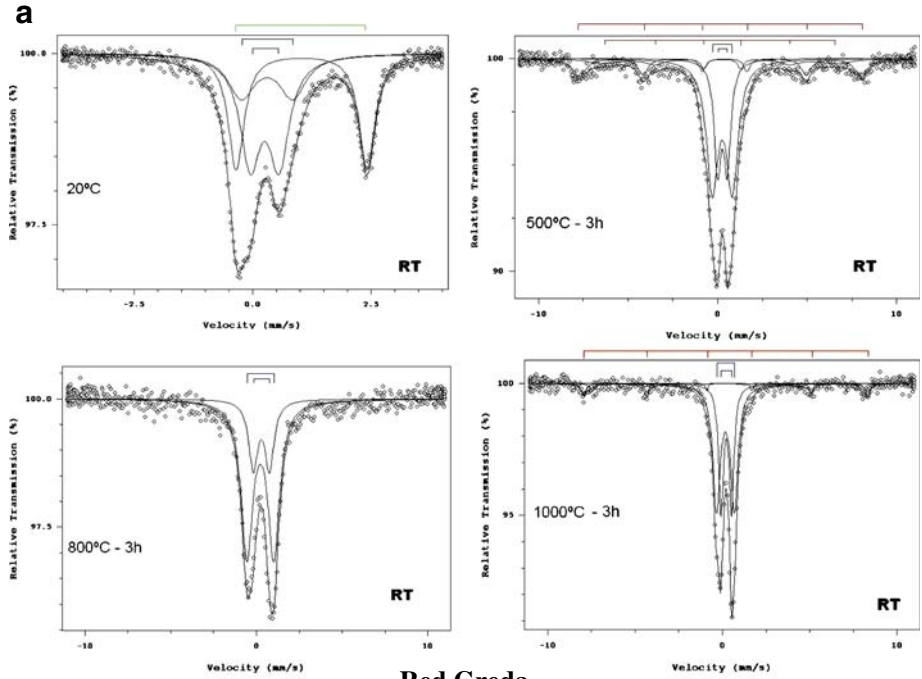 a
100.0
97.5
Relative Transmission (%)
20ºC
RT
-2.5
0.0
2.5
Velocity (mm/s)
100
90
Relative Transmission (%)
500ºC - 3h
RT
-10
0
10
Velocity (mm/s)
100.0
97.5
Relative Transmission (%)
800ºC - 3h
RT
-10
0
10
Velocity (mm/s)
100
95
Relative Transmission (%)
1000ºC - 3h
RT
-10
0
10
Velocity (mm/s)
Red Greda